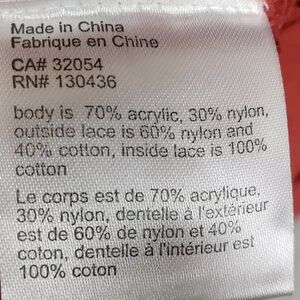 Made in China
Fabrique en Chine
CA# 32054
RN# 130436
body is 70% acrylic, 30% nylon,
outside lace is 60% nylon and
40% cotton, inside lace is 100%
cotton
Le corps est de 70% acrylique,
30% nylon, dentelle à l'extérieur
est de 60% de nylon et 40%
coton, dentelle à l'intérieur est
100% coton